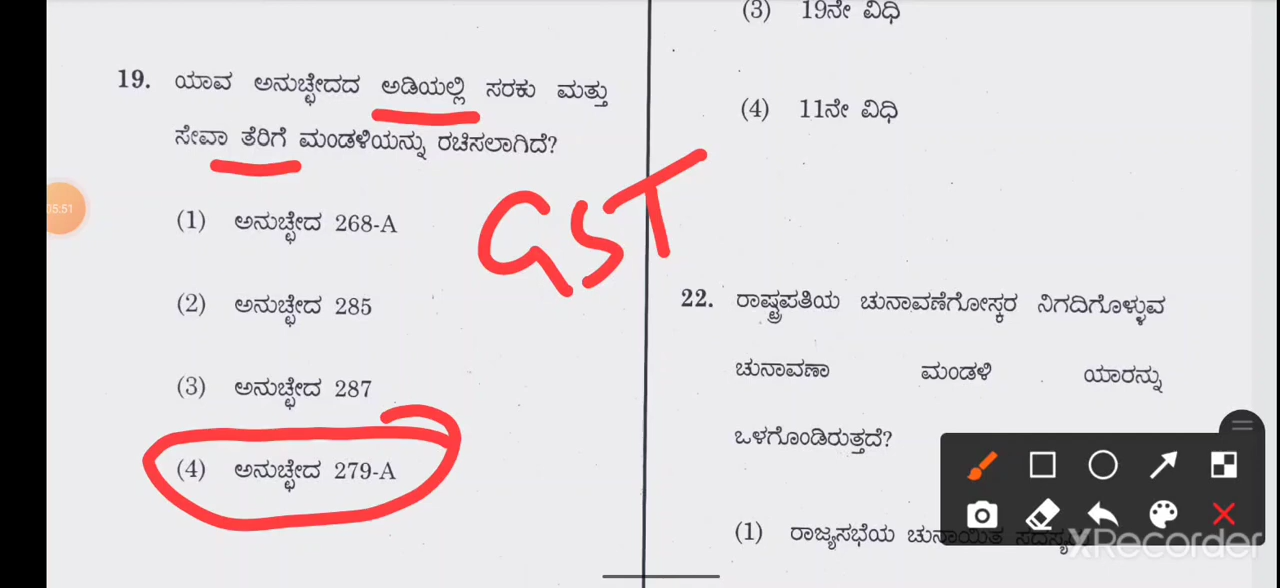 19. ಯಾವ ಅನುಚ್ಛೇದದ ಅಡಿಯಲ್ಲಿ ಸರಕು ಮತ್ತು
ಸೇವಾ ತೆರಿಗೆ ಮಂಡಳಿಯನ್ನು ರಚಿಸಲಾಗಿದೆ?
(1) ಅನುಚ್ಛೇದ 268-A
(2) ಅನುಚ್ಛೇದ 285
(3) ಅನುಚ್ಛೇದ 287
(4) ಅನುಚ್ಛೇದ 279-A
GST
05:51
(3) 19ನೇ ವಿಧಿ
(4) 11ನೇ ವಿಧಿ
22. ರಾಷ್ಟ್ರಪತಿಯ ಚುನಾವಣೆಗೋಸ್ಕರ ನಿಗದಿಗೊಳ್ಳುವ
ಚುನಾವಣಾ ಮಂಡಳಿ ಯಾರನ್ನು
ಒಳಗೊಂಡಿರುತ್ತದೆ?
(1) ರಾಜ್ಯಸಭೆಯ ಚುನಾಯಿತ
XRecorder